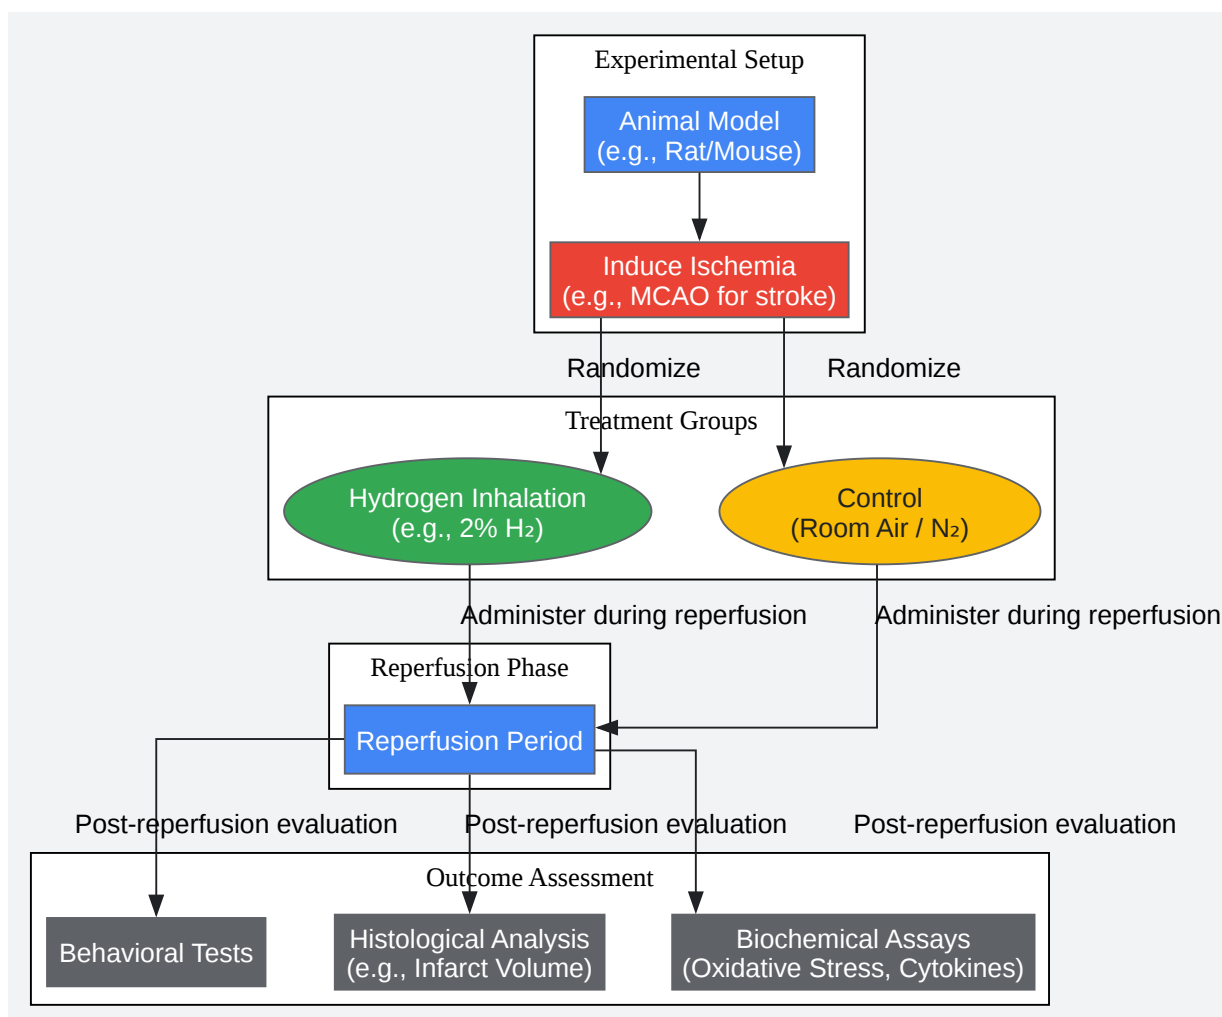 Experimental Setup
Animal Model
(e.g., Rat/Mouse)
Induce Ischemia
(e.g., MCAO for stroke)
Randomize
Randomize
Treatment Groups
Hydrogen Inhalation
(e.g., 2% H₂)
Control
(Room Air / N₂)
Administer during reperfusion
Administer during reperfusion
Reperfusion Phase
Reperfusion Period
Post-reperfusion evaluation
Post-reperfusion evaluation
Post-reperfusion evaluation
Outcome Assessment
Behavioral Tests
Histological Analysis
(e.g., Infarct Volume)
Biochemical Assays
(Oxidative Stress, Cytokines)